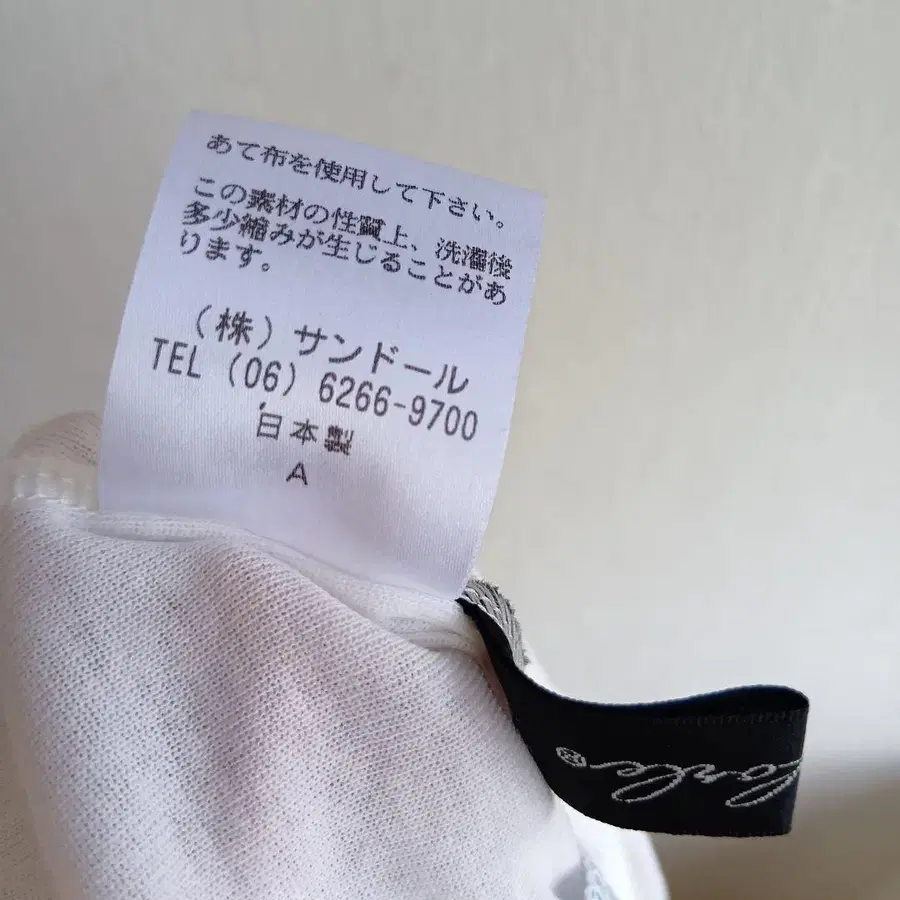 あて布を使用して下さい。
この素材の性質上、洗濯後
多少縮みが生じることがあ
ります。
(株)サンドール
TEL (06) 6266-9700
日本製
A
®